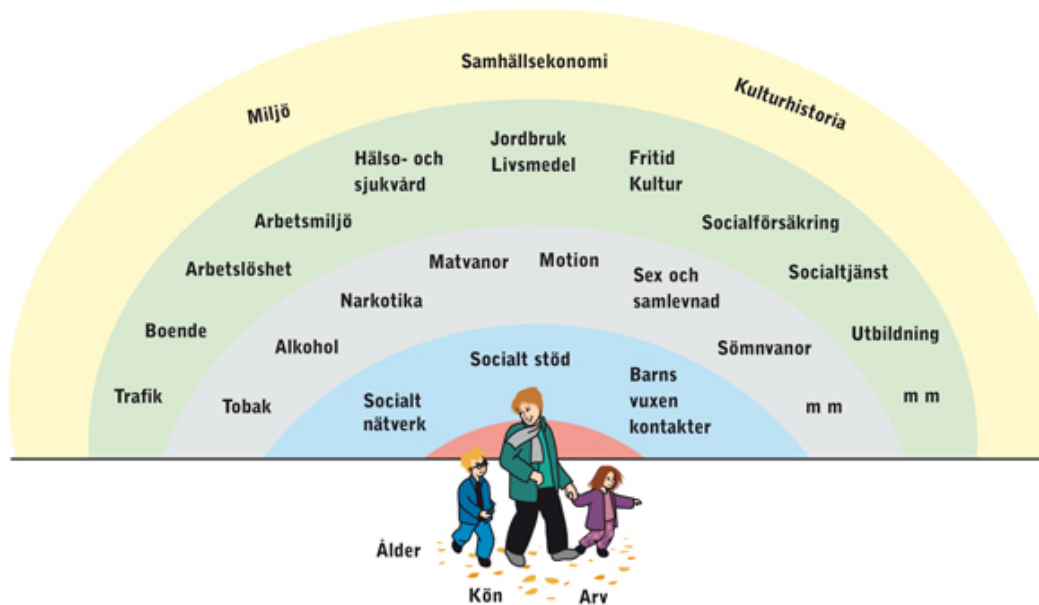 Samhällsekonomi
Miljö
Kulturhistoria
Jordbruk
Livsmedel
Hälso- och
sjukvård
Fritid
Kultur
Arbetsmiljö
Socialförsäkring
Arbetslöshet
Socialtjänst
Boende
Utbildning
Trafik
m m
Matvanor
Motion
Narkotika
Sex och
samlevnad
Alkohol
Sömnvanor
Tobak
m m
Socialt stöd
Socialt
nätverk
Barns
vuxen
kontakter
Ålder
Kön
Arv